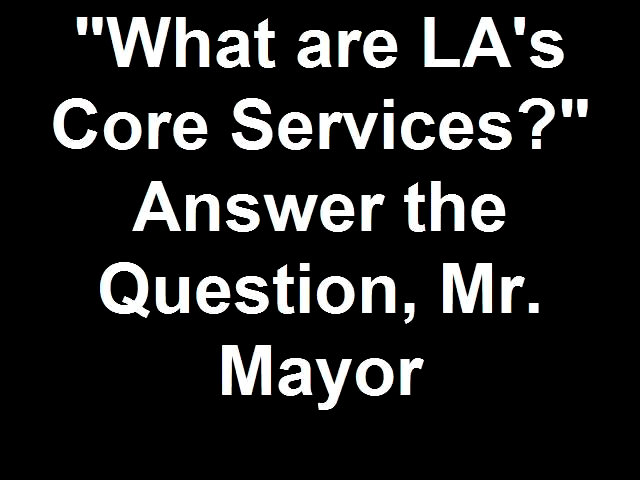 "What are LA's
Core Services?"
Answer the
Question, Mr.
Mayor